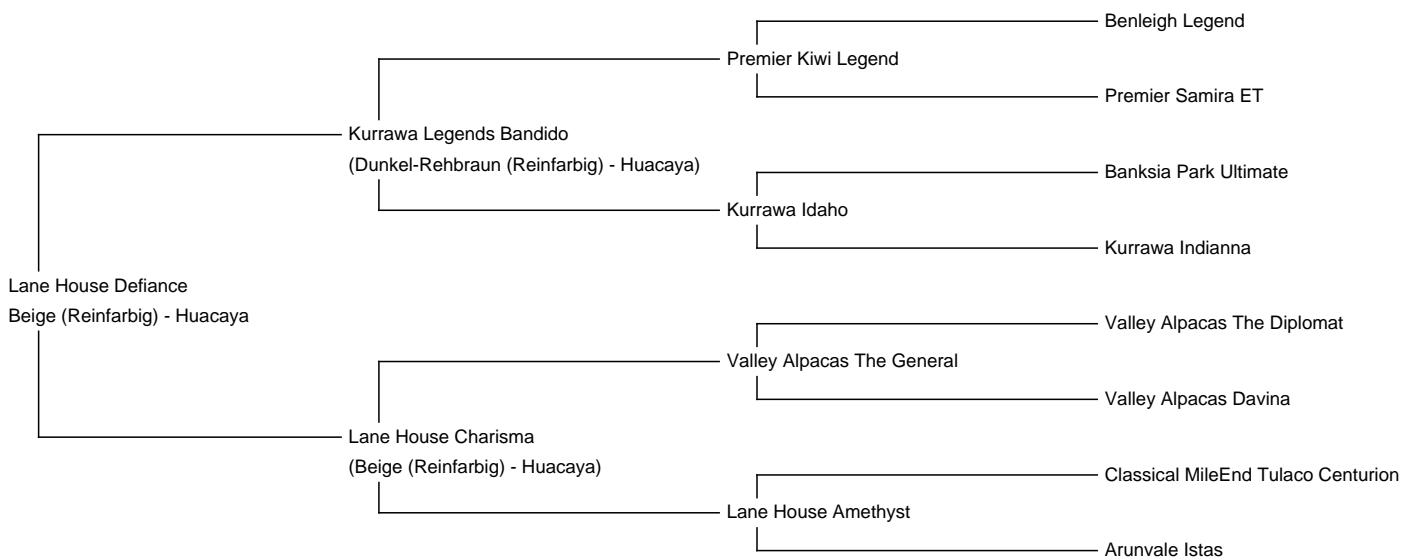 Benleigh Legend
Premier Kiwi Legend
Premier Samira ET
Kurrawa Legends Bandido
(Dunkel-Rehbraun (Reinfarbig) - Huacaya)
Banksia Park Ultimate
Kurrawa Idaho
Kurrawa Indianna
Lane House Defiance
Beige (Reinfarbig) - Huacaya
Valley Alpacas The Diplomat
Valley Alpacas The General
Valley Alpacas Davina
Lane House Charisma
(Beige (Reinfarbig) - Huacaya)
Classical MileEnd Tulaco Centurion
Lane House Amethyst
Arunvale Istas